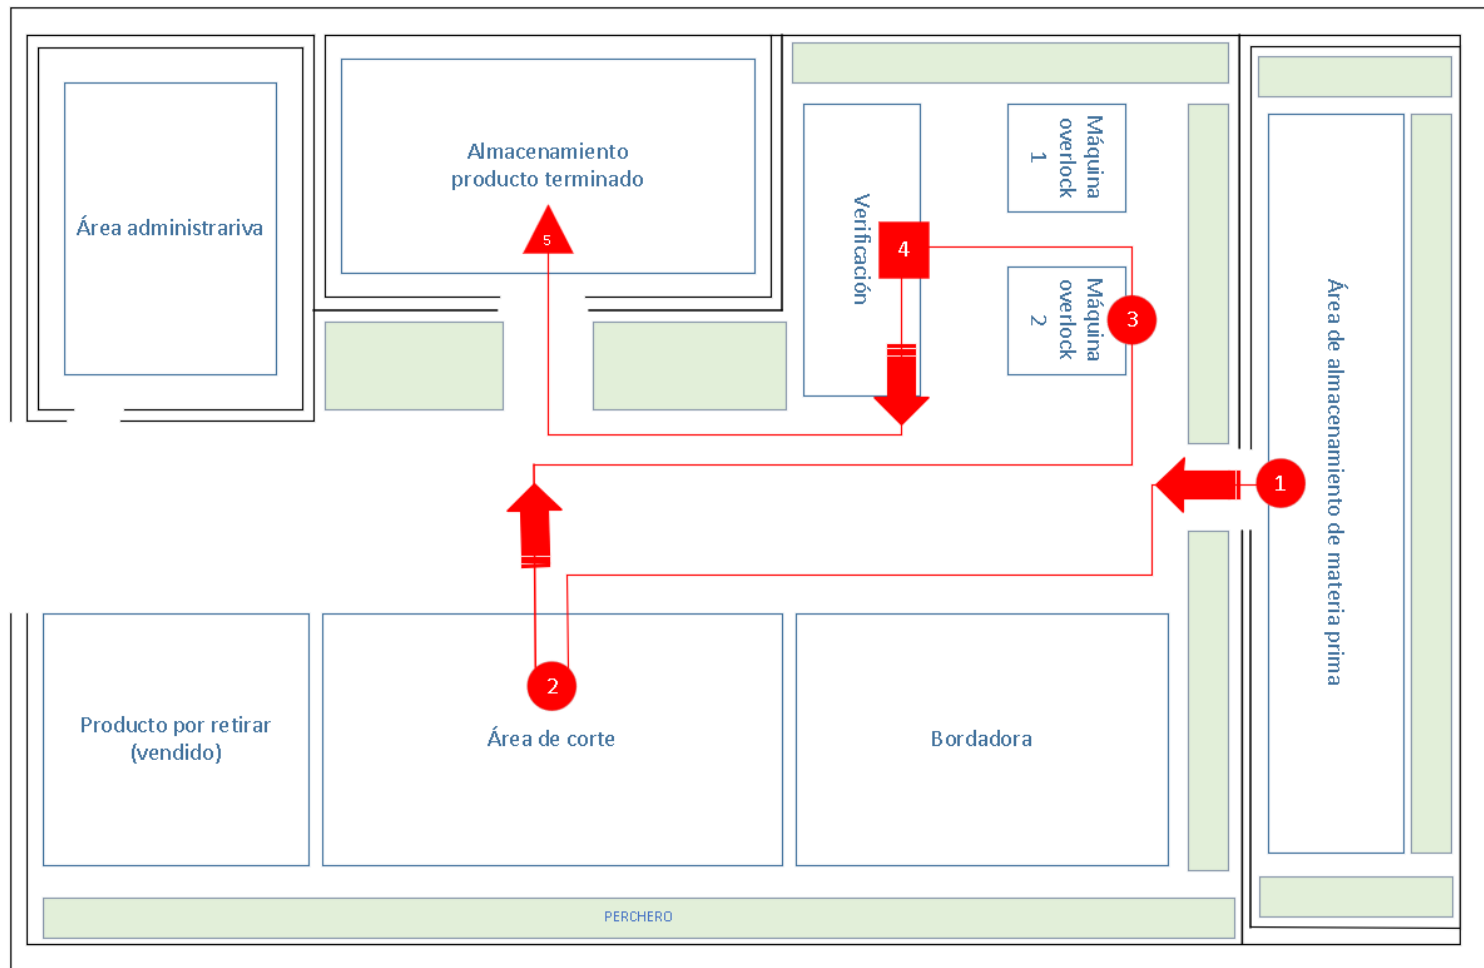 Área administrariva
Almacenamiento
producto terminado
5
Verificación
4
Máquina
overlock
1
Máquina
overlock
2
3
Área de almacenamiento de materia prima
1
2
Producto por retirar
(vendido)
Área de corte
Bordadora
PERCHERO